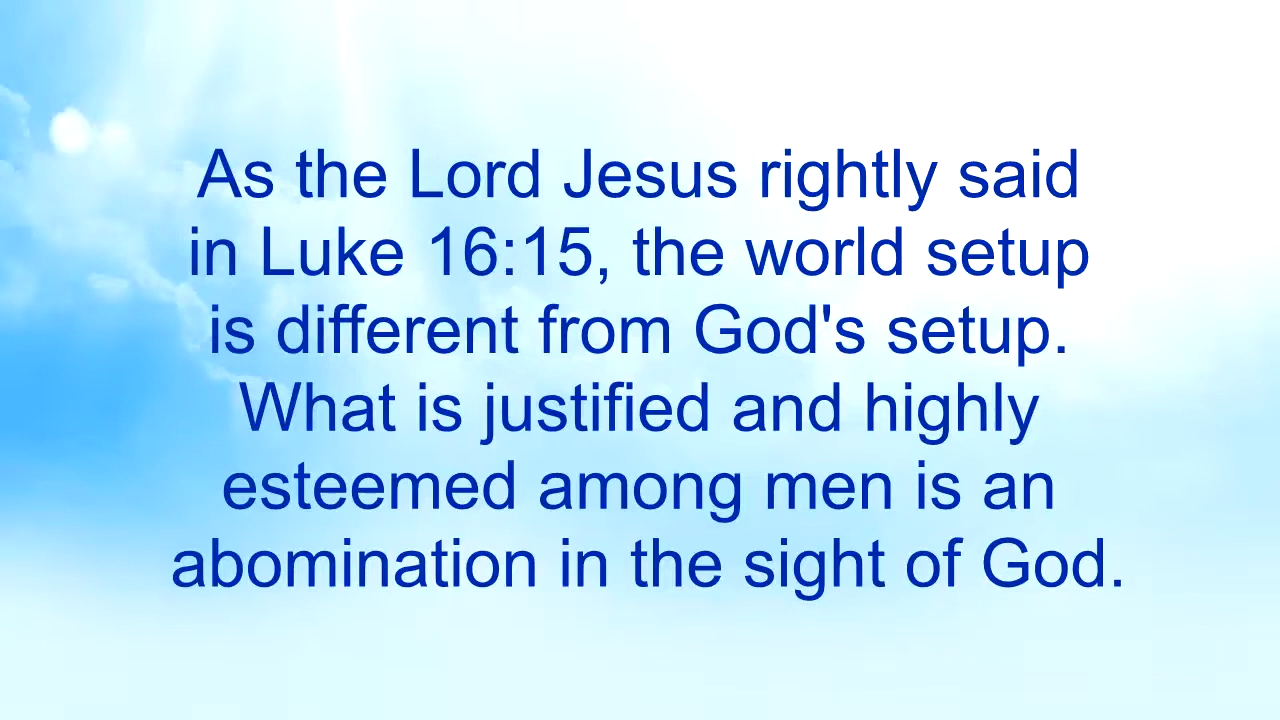 As the Lord Jesus rightly said
in Luke 16:15, the world setup
is different from God's setup.
What is justified and highly
esteemed among men is an
abomination in the sight of God.